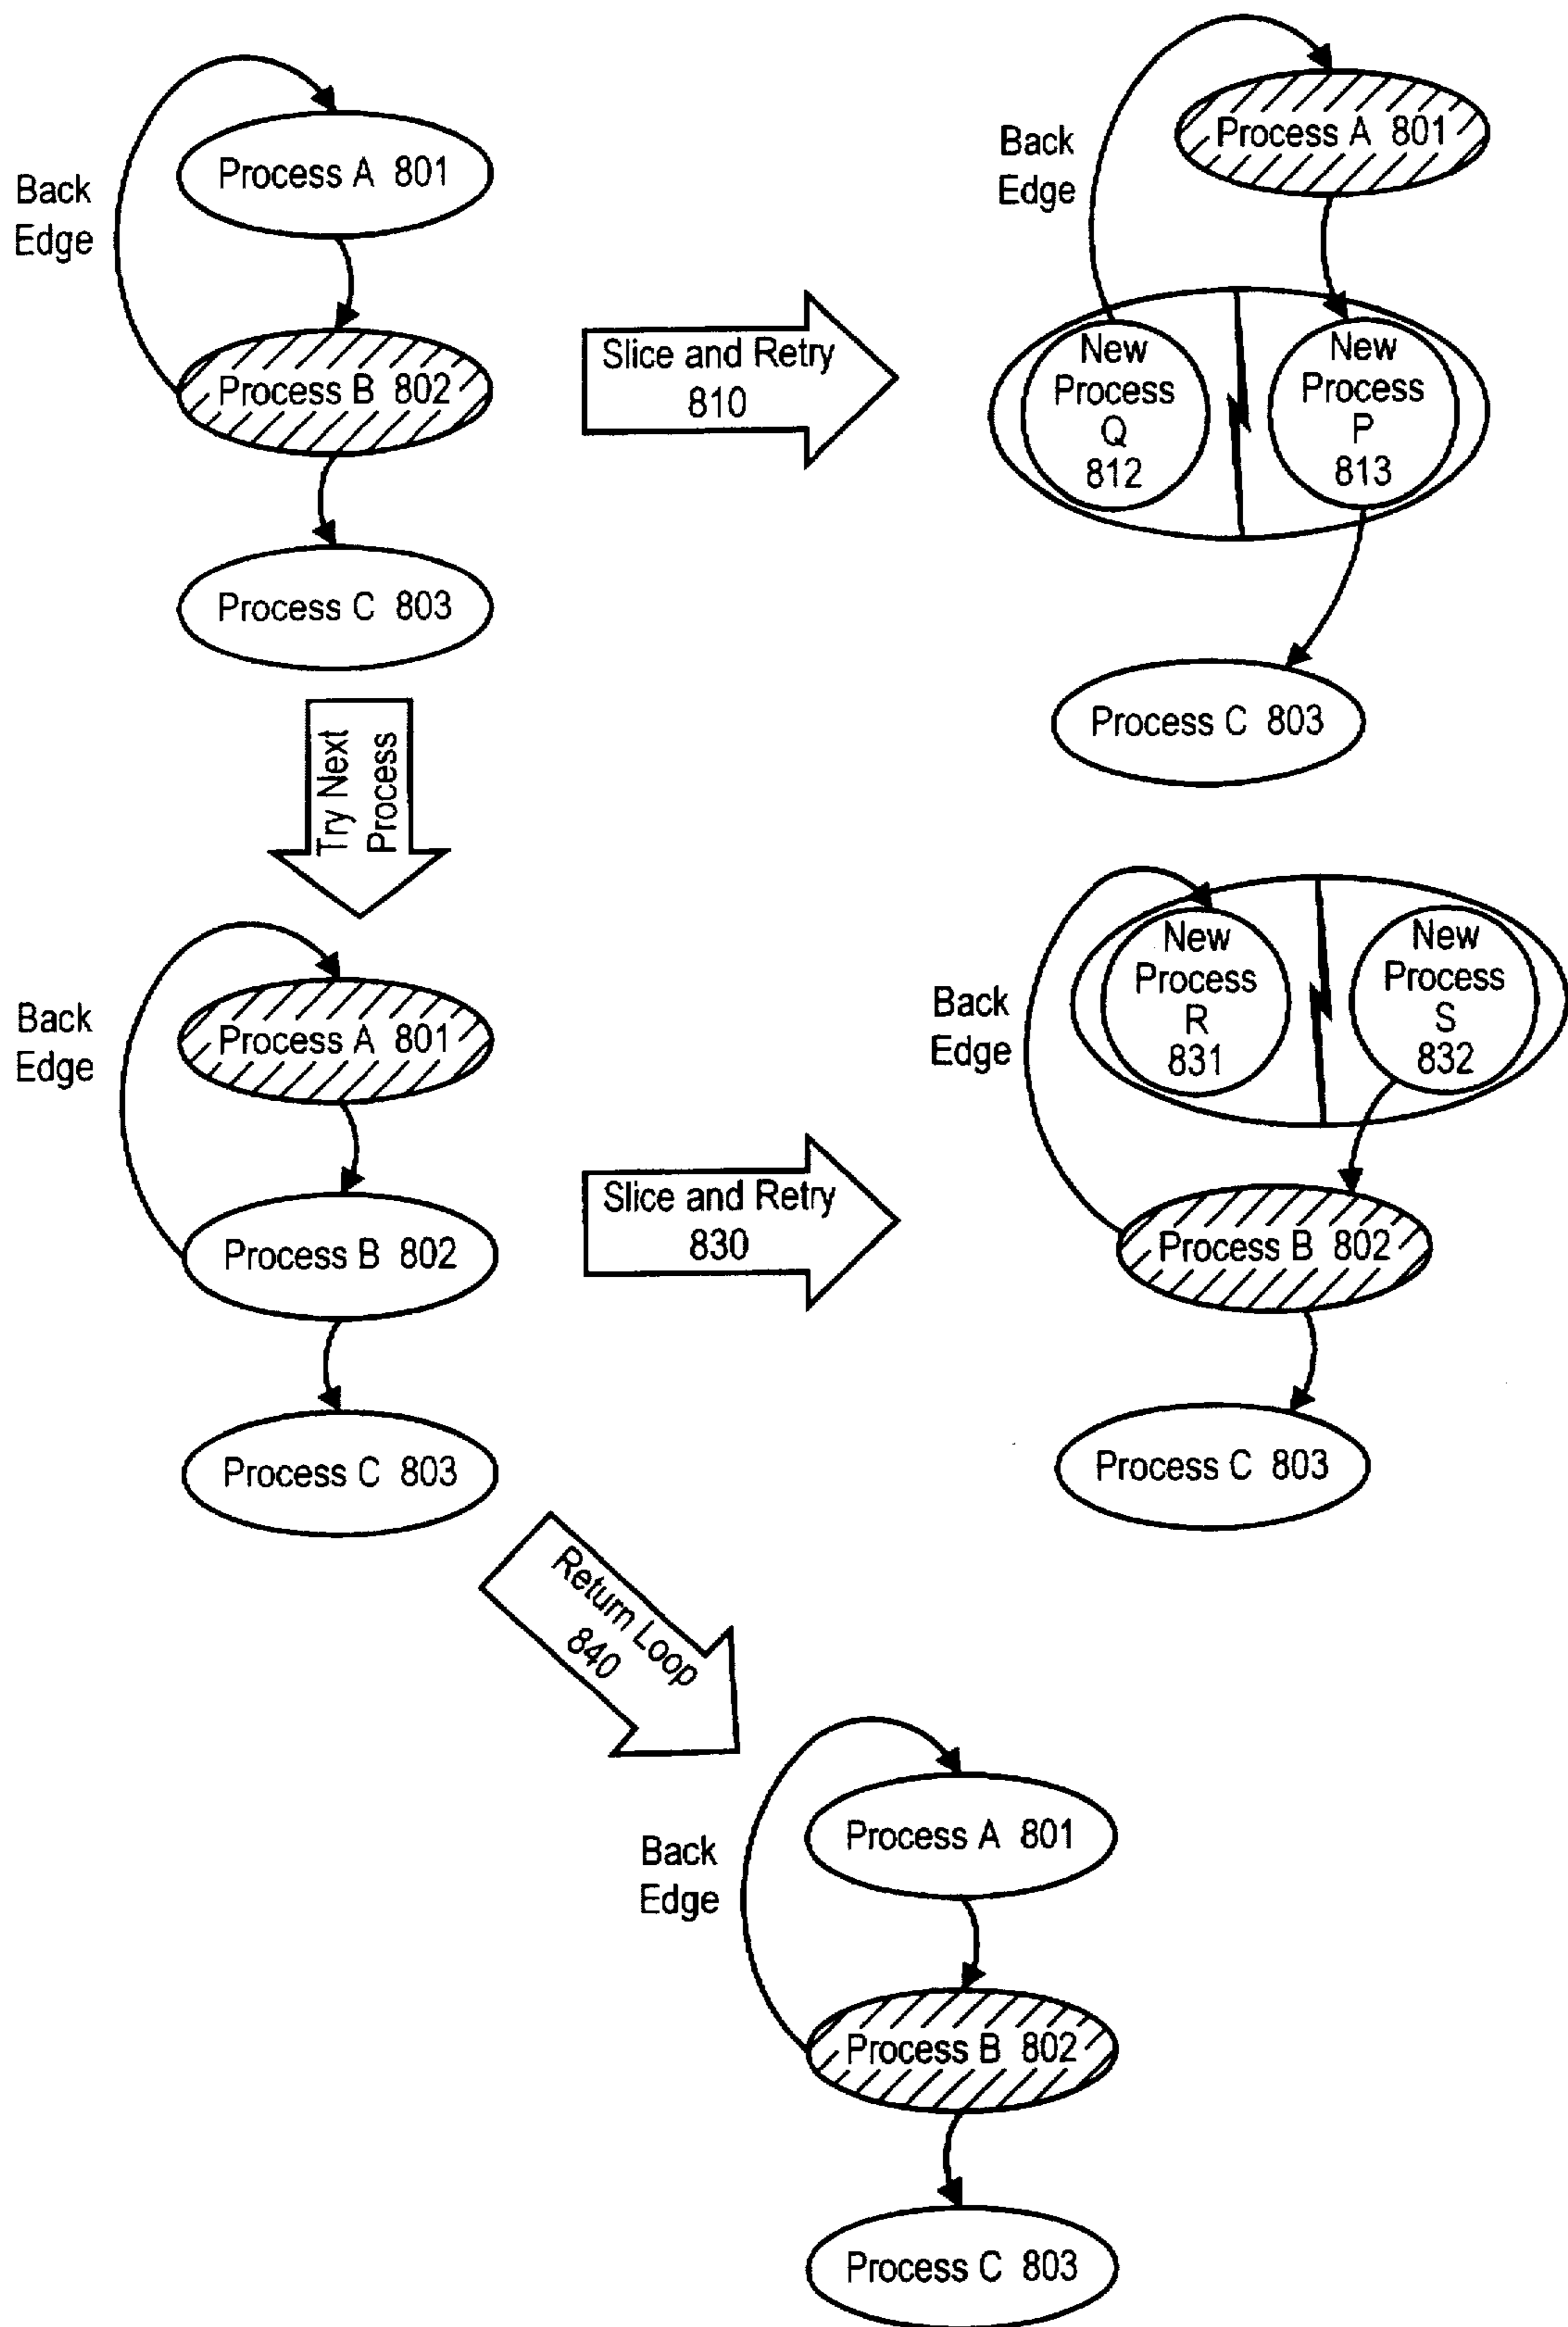 Back
Edge
Process A 801
Process B 802
Process C 803
Slice and Retry
810
Back
Edge
Process A 801
New
Process
Q
812
New
Process
P
813
Process C 803
Try Next
Process
Back
Edge
Process A 801
Process B 802
Process C 803
Slice and Retry
830
Back
Edge
New
Process
R
831
New
Process
S
832
Process B 802
Process C 803
Return Loop
840
Back
Edge
Process A 801
Process B 802
Process C 803